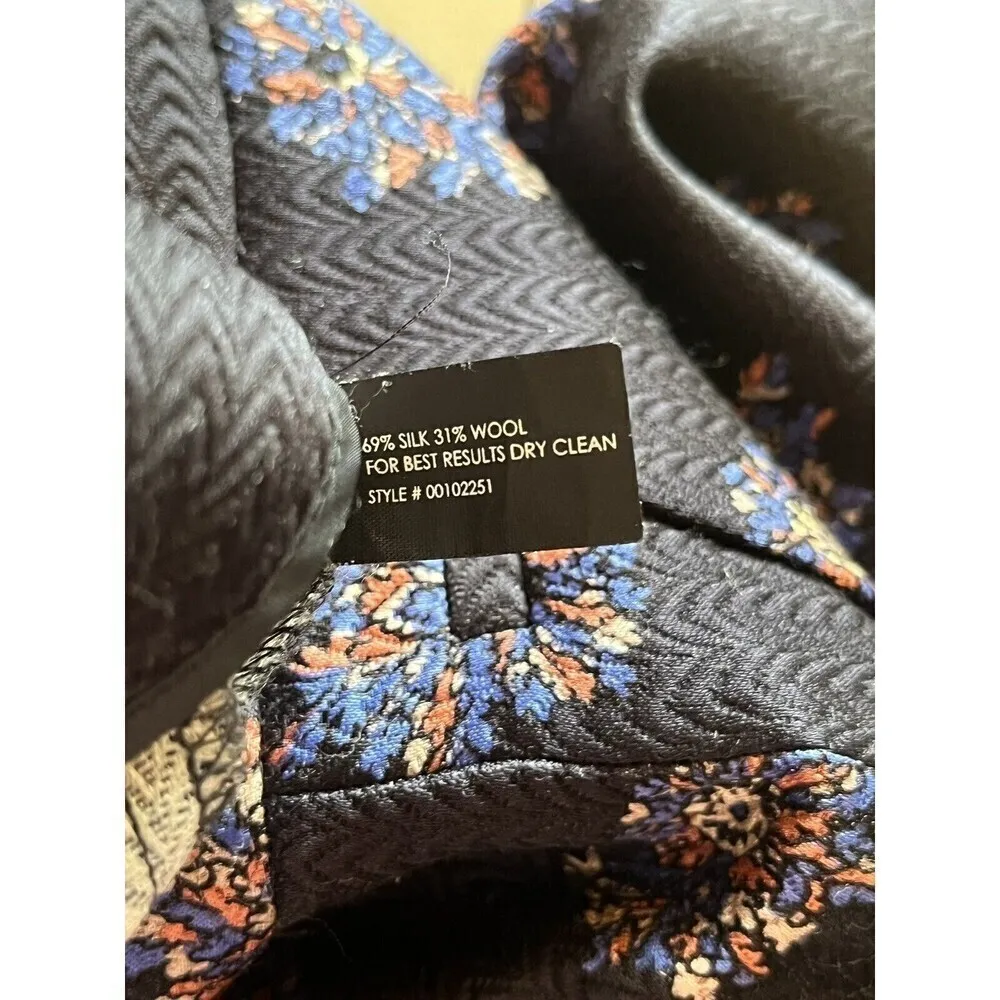 69% SILK 31% WOOL
FOR BEST RESULTS DRY CLEAN
STYLE # 00102251